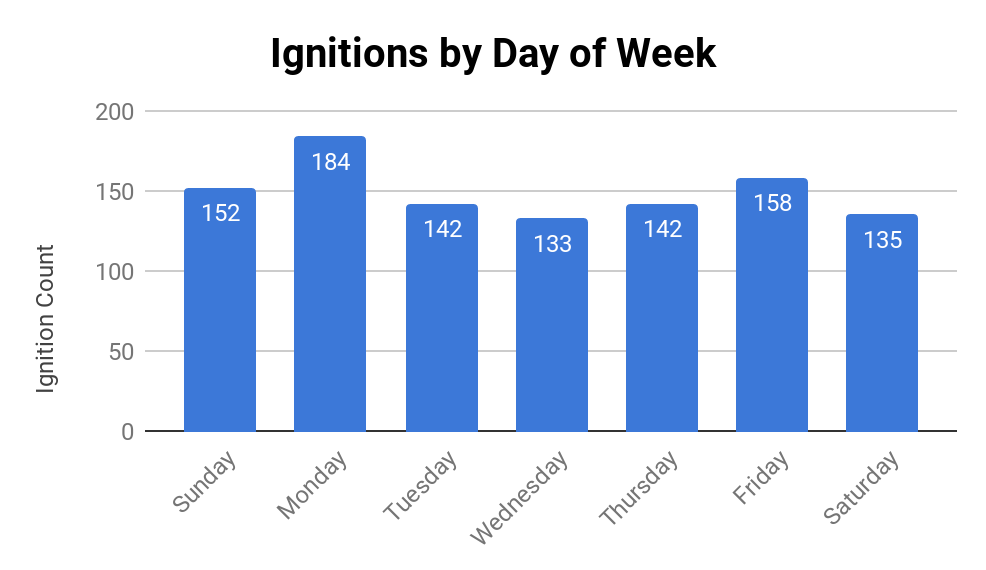 Ignitions by Day of Week
Ignition Count
200
150
100
50
0
152
184
142
133
142
158
135
Sunday
Monday
Tuesday
Wednesday
Thursday
Friday
Saturday